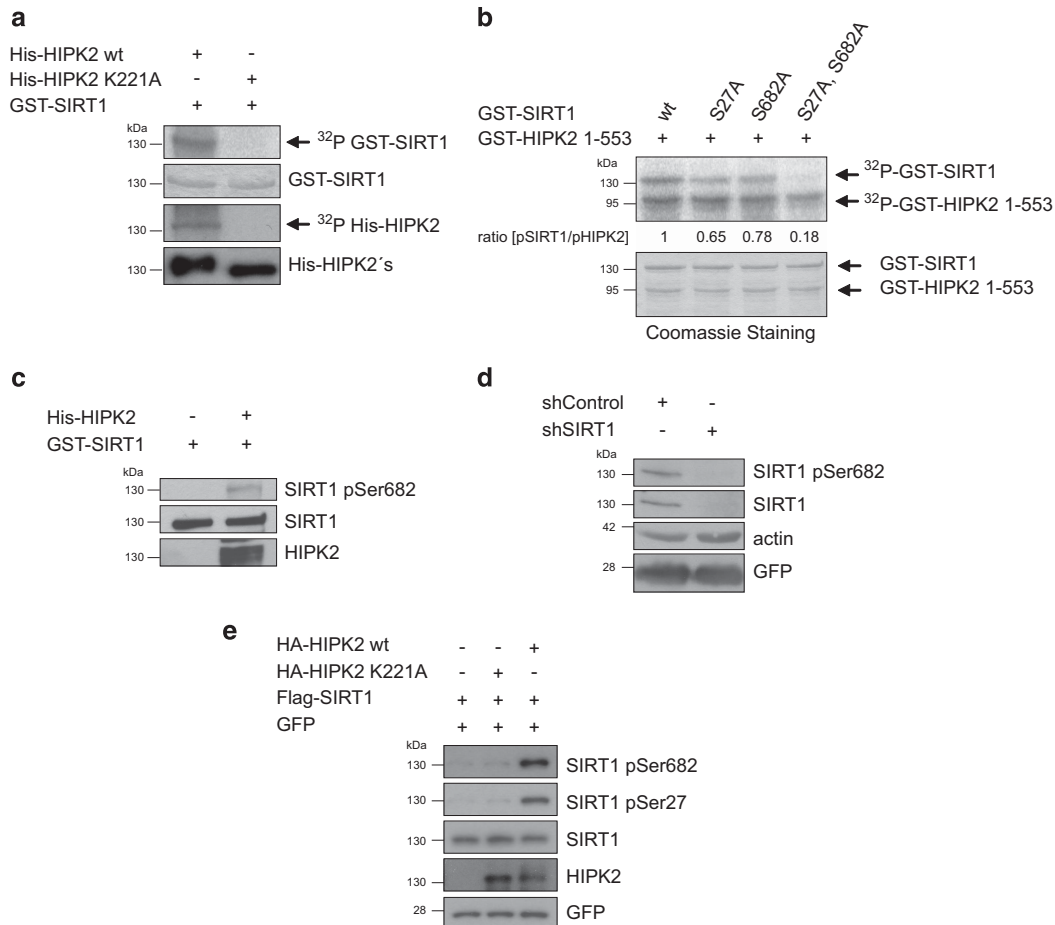 a
His-HIPK2 wt + -
His-HIPK2 K221A - +
GST-SIRT1 + +
kDa
130 32P GST-SIRT1
130 GST-SIRT1
130 32P His-HIPK2
130 His-HIPK2´s
b
GST-SIRT1 wt S27A S682A S27A, S682A
GST-HIPK2 1-553 + + + +
kDa
130 32P-GST-SIRT1
95 32P-GST-HIPK2 1-553
ratio [pSIRT1/pHIPK2] 1 0.65 0.78 0.18
130 GST-SIRT1
95 GST-HIPK2 1-553
Coomassie Staining
c
His-HIPK2 - +
GST-SIRT1 + +
kDa
130 SIRT1 pSer682
130 SIRT1
130 HIPK2
d
shControl + -
shSIRT1 - +
kDa
130 SIRT1 pSer682
130 SIRT1
42 actin
28 GFP
e
HA-HIPK2 wt - - +
HA-HIPK2 K221A - + -
Flag-SIRT1 + + +
GFP + + +
kDa
130 SIRT1 pSer682
130 SIRT1 pSer27
130 SIRT1
130 HIPK2
28 GFP